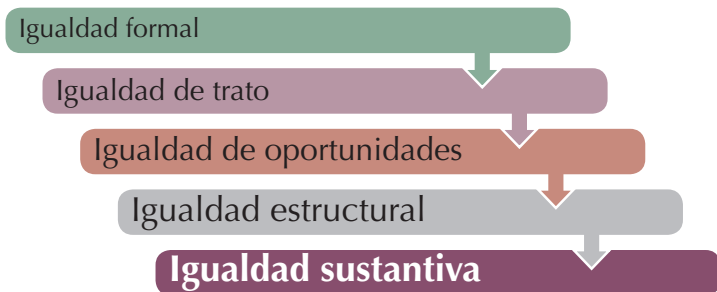 Igualdad formal
Igualdad de trato
Igualdad de oportunidades
Igualdad estructural
Igualdad sustantiva